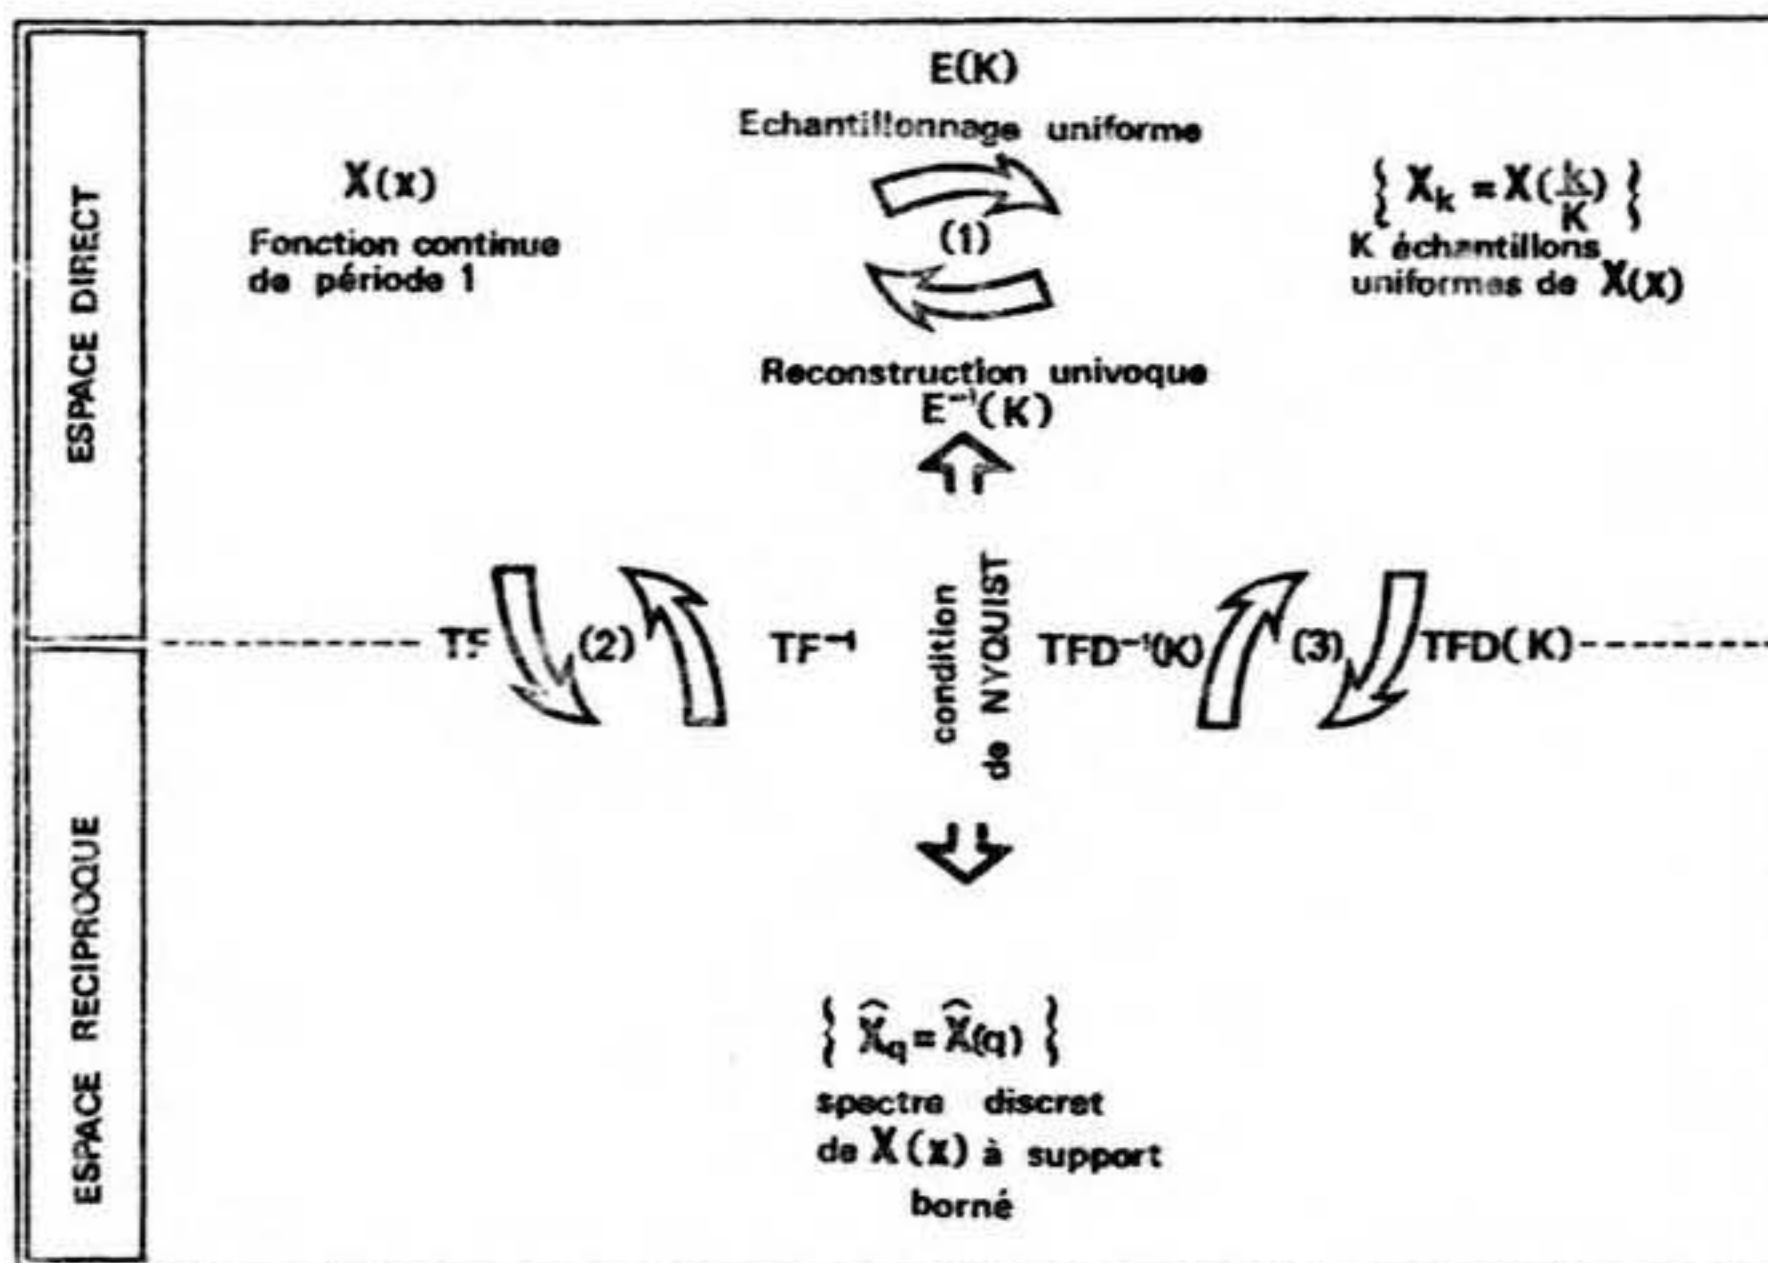 ESPACE DIRECT
E(K)
Echantillonnage uniforme
X(x)
Fonction continue
de période 1
(1)
{ X_k = X(k/K) }
K échantillons
uniformes de X(x)
Reconstruction univoque
E⁻¹(K)
TF
(2)
TF⁻¹
condition
de NYQUIST
TFD⁻¹(K)
(3)
TFD(K)
ESPACE RECIPROQUE
{ X̂_q = X̂(q) }
spectre discret
de X(x) à support
borné